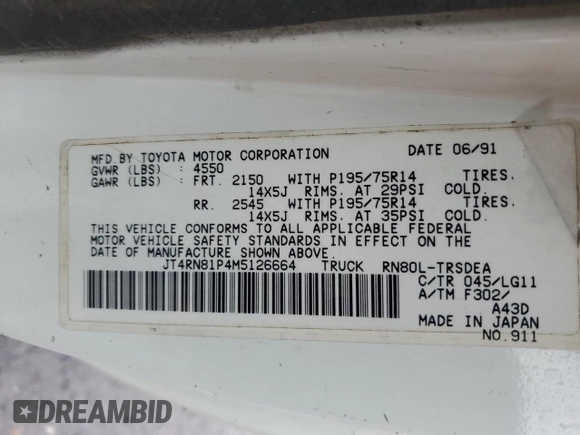 MFD. BY TOYOTA MOTOR CORPORATION DATE 06/91
GVWR (LBS) : 4550
GAWR (LBS) : FRT. 2150 WITH P195/75R14 TIRES.
14X5J RIMS. AT 29PSI COLD.
RR. 2545 WITH P195/75R14 TIRES.
14X5J RIMS. AT 35PSI COLD.
THIS VEHICLE CONFORMS TO ALL APPLICABLE FEDERAL
MOTOR VEHICLE SAFETY STANDARDS IN EFFECT ON THE
DATE OF MANUFACTURE SHOWN ABOVE.
JT4RN81P4M5126664 TRUCK RN80L-TRSDEA
C/TR 045/LG11
A/TM F302/
A43D
MADE IN JAPAN
NO.911
DREAMBID